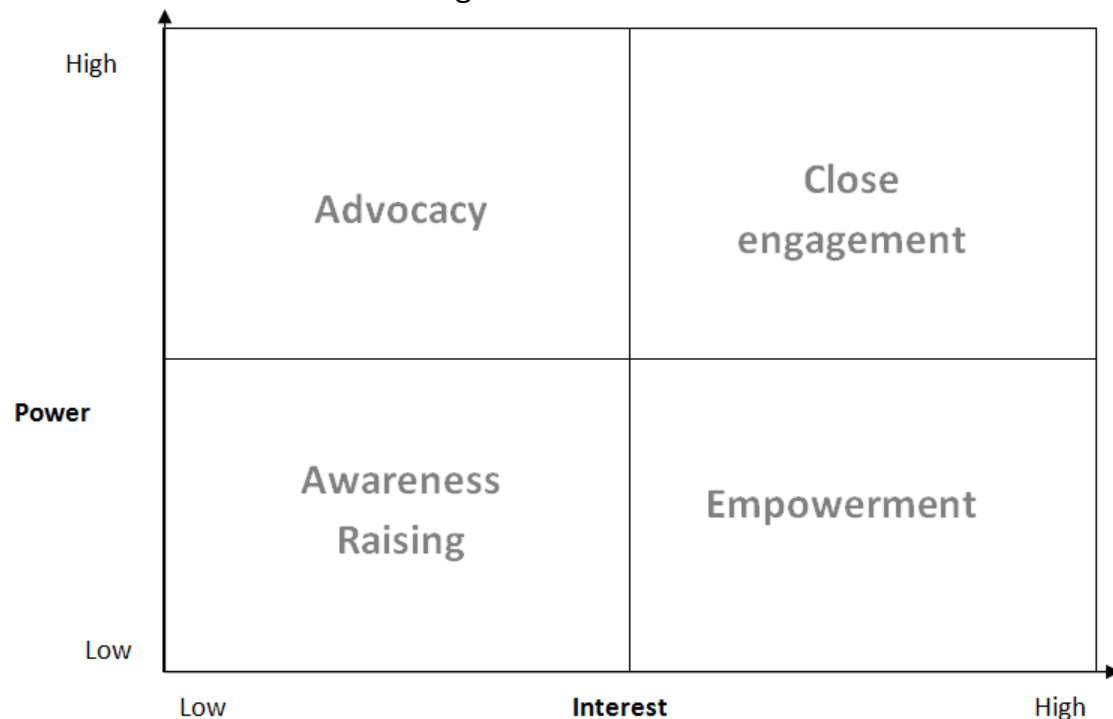 High
Advocacy
Close
engagement
Power
Awareness
Raising
Empowerment
Low
Low
Interest
High